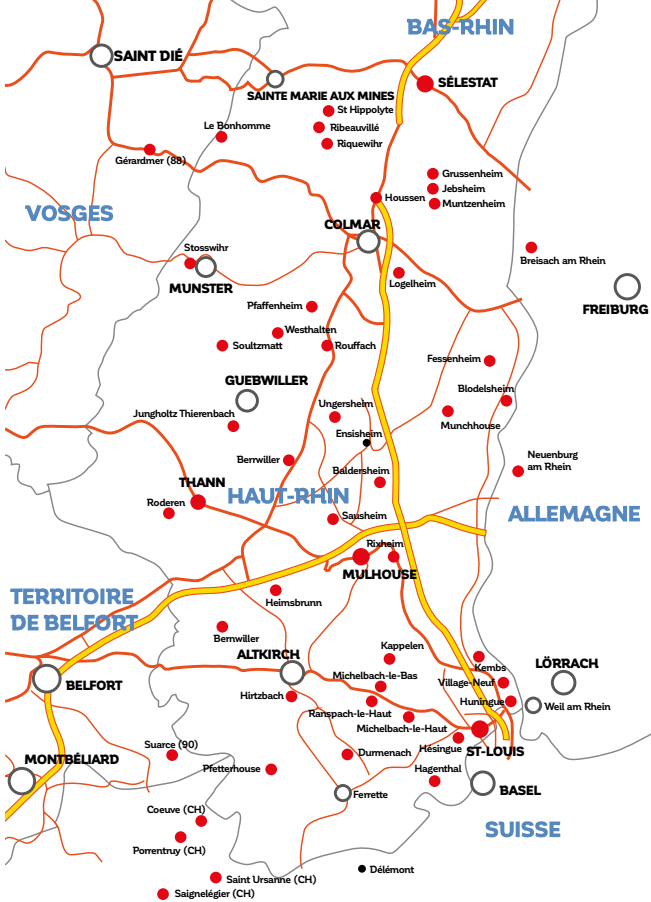 BAS-RHIN
SAINT DIÉ
SÉLESTAT
SAINTE MARIE AUX MINES
St Hippolyte
Le Bonhomme
Ribeauvillé
Riquewihr
Gérardmer (88)
Grussenheim
Jebsheim
Houssen
Muntzenheim
VOSGES
COLMAR
Stosswihr
Breisach am Rhein
MUNSTER
Logelheim
FREIBURG
Pfaffenheim
Westhalten
Soultzmatt
Rouffach
Fessenheim
GUEBWILLER
Blodelsheim
Jungholtz Thierenbach
Ungersheim
Munchhouse
Ensisheim
Berrwiller
Baldersheim
Neuenburg
am Rhein
THANN
HAUT-RHIN
Roderen
Sausheim
ALLEMAGNE
Rixheim
MULHOUSE
TERRITOIRE
DE BELFORT
Heimsbrunn
Bernwiller
ALTKIRCH
Kappelen
Kembs
LÖRRACH
BELFORT
Michelbach-le-Bas
Village-Neuf
Hirtzbach
Huningue
Weil am Rhein
Ranspach-le-Haut
Michelbach-le-Haut
Suarce (90)
Hésingue
ST-LOUIS
MONTBÉLIARD
Durmenach
Pfetterhouse
Hagenthal
BASEL
Ferrette
Coeuve (CH)
SUISSE
Porrentruy (CH)
Délémont
Saint Ursanne (CH)
Saignelégier (CH)